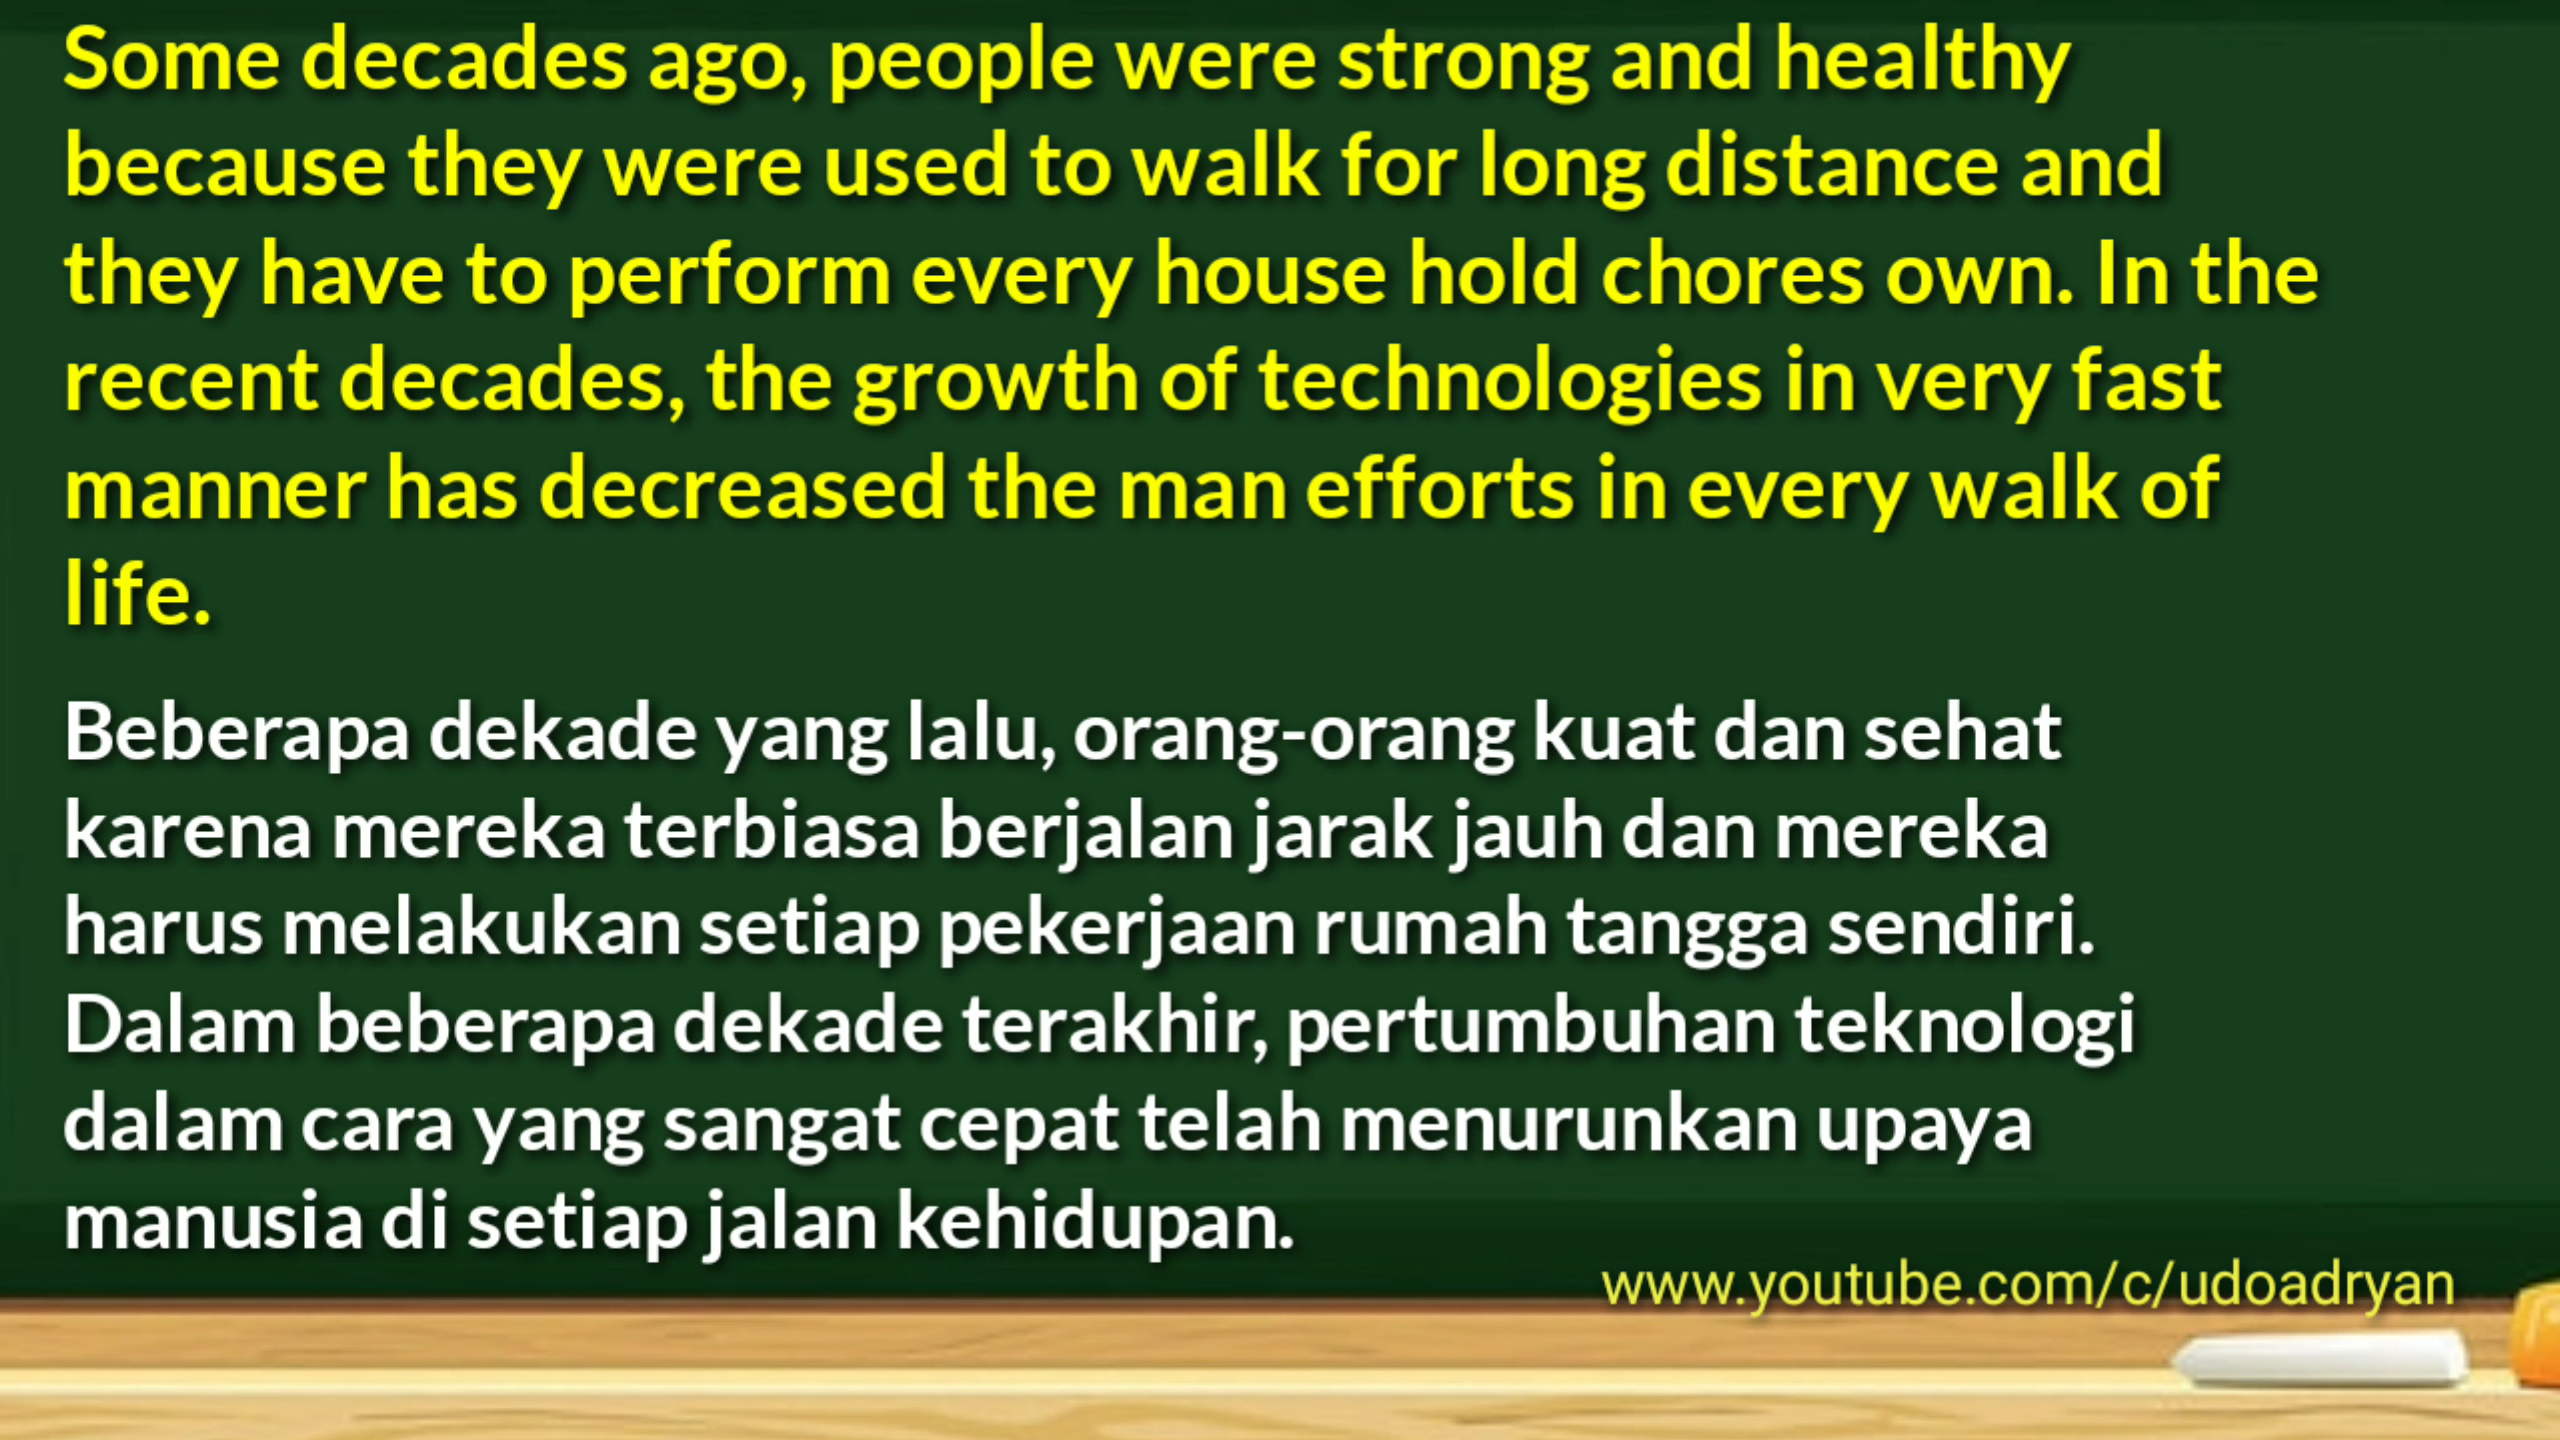 Some decades ago, people were strong and healthy
because they were used to walk for long distance and
they have to perform every house hold chores own. In the
recent decades, the growth of technologies in very fast
manner has decreased the man efforts in every walk of
life.
Beberapa dekade yang lalu, orang-orang kuat dan sehat
karena mereka terbiasa berjalan jarak jauh dan mereka
harus melakukan setiap pekerjaan rumah tangga sendiri.
Dalam beberapa dekade terakhir, pertumbuhan teknologi
dalam cara yang sangat cepat telah menurunkan upaya
manusia di setiap jalan kehidupan.
www.youtube.com/c/udoadryan